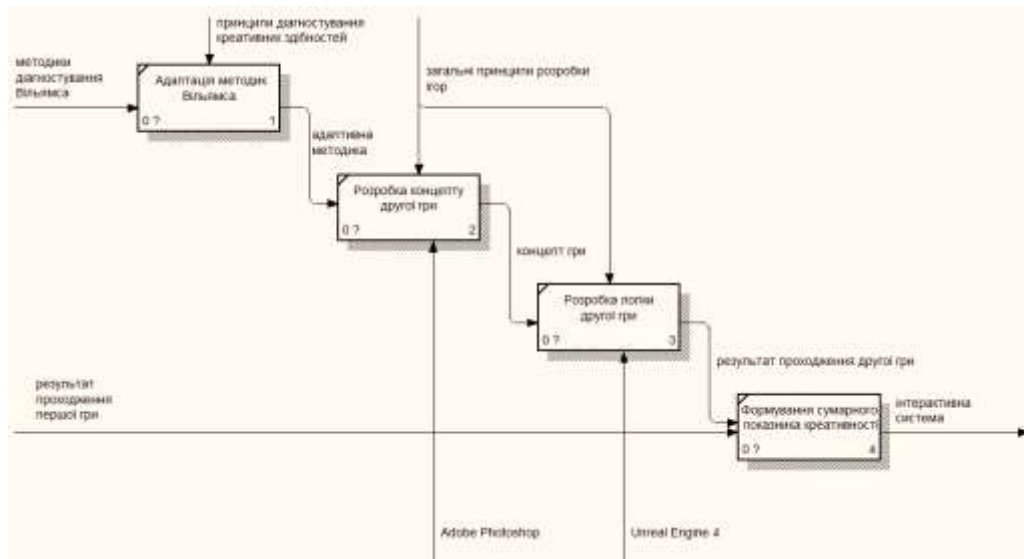 принципи діагностування
креативних здібностей
методики
діагностування
Вільямса
загальні принципи розробки
ігор
Адаптація методик
Вільямса
0 ?
1
адаптивна
методика
Розробка концепту
другої гри
0 ?
2
концепт гри
Розробка логіки
другої гри
0 ?
3
результат проходження другої гри
результат
проходження
першої гри
Формування сумарного
показника креативності
0 ?
4
інтерактивна
система
Adobe Photoshop
Unreal Engine 4